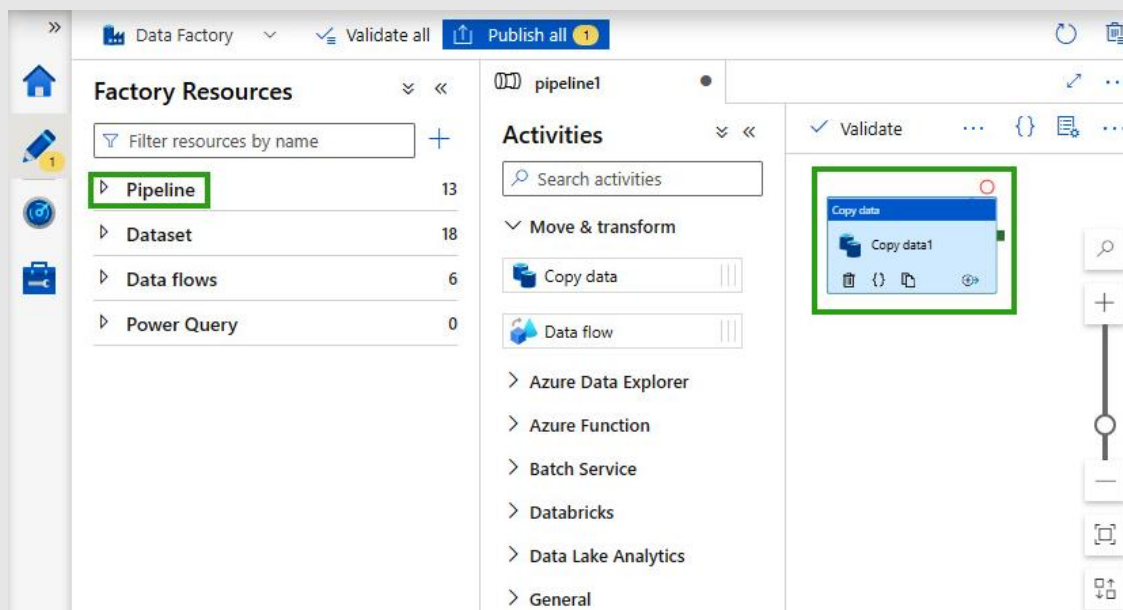 Data Factory
Validate all
Publish all 1
1
Factory Resources
Filter resources by name
Pipeline 13
Dataset 18
Data flows 6
Power Query 0
pipeline1
Activities
Search activities
Move & transform
Copy data
Data flow
Azure Data Explorer
Azure Function
Batch Service
Databricks
Data Lake Analytics
General
Validate
Copy data
Copy data1